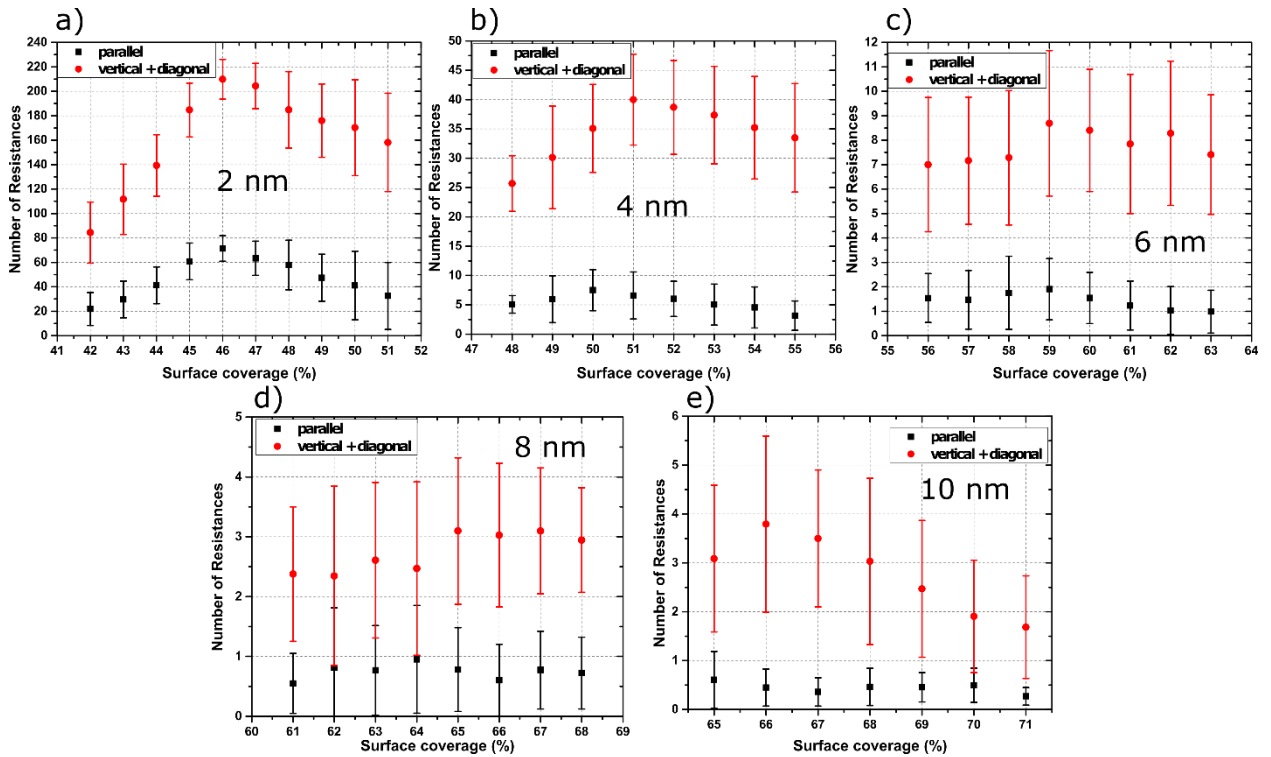 a)
240
220
200
180
160
140
120
100
80
60
40
20
0
41 42 43 44 45 46 47 48 49 50 51 52
Number of Resistances
Surface coverage (%)
parallel
vertical + diagonal
2 nm
b)
50
45
40
35
30
25
20
15
10
5
0
47 48 49 50 51 52 53 54 55 56
Number of Resistances
Surface coverage (%)
parallel
vertical + diagonal
4 nm
c)
12
11
10
9
8
7
6
5
4
3
2
1
0
55 56 57 58 59 60 61 62 63 64
Number of Resistances
Surface coverage (%)
parallel
vertical + diagonal
6 nm
d)
5
4
3
2
1
0
60 61 62 63 64 65 66 67 68 69
Number of Resistances
Surface coverage (%)
parallel
vertical + diagonal
8 nm
e)
6
5
4
3
2
1
0
65 66 67 68 69 70 71
Number of Resistances
Surface coverage (%)
parallel
vertical + diagonal
10 nm